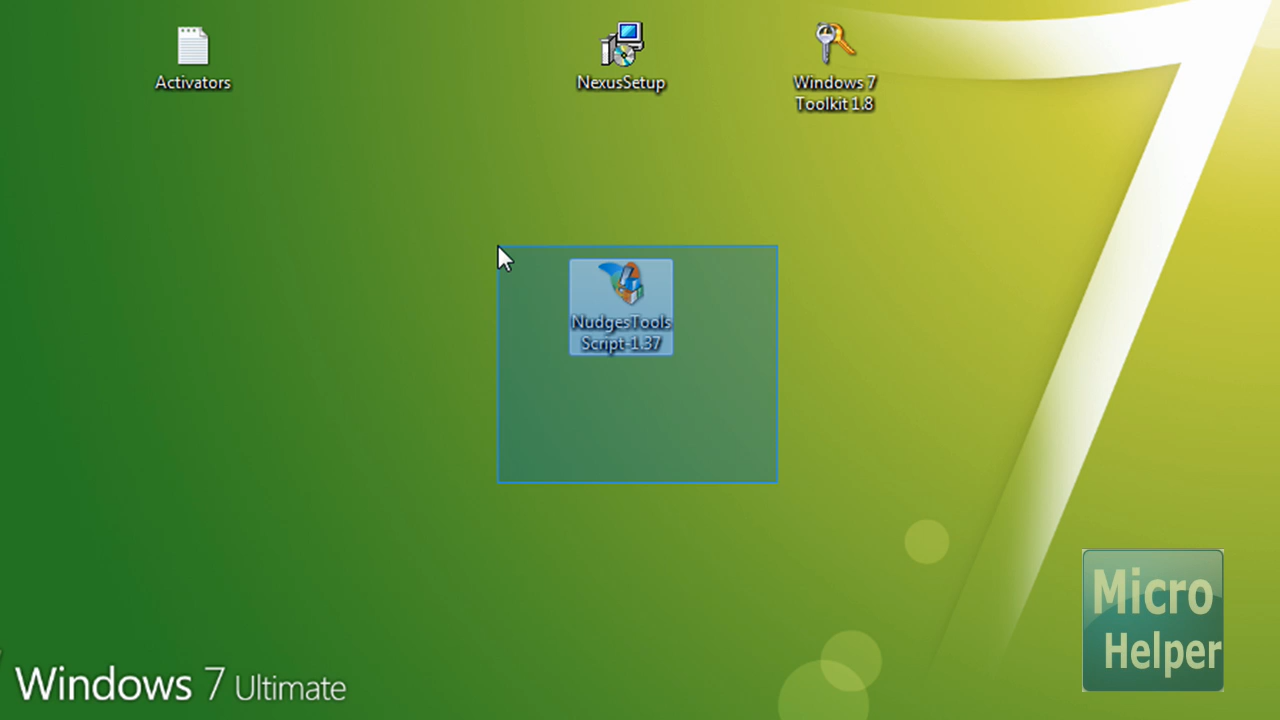 Activators
NexusSetup
Windows 7
Toolkit 1.8
NudgesTools
Script-1.37
Micro
Helper
Windows 7 Ultimate